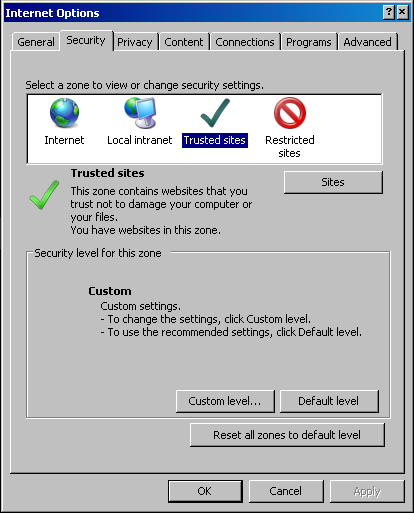 Internet Options
General Security Privacy Content Connections Programs Advanced
Select a zone to view or change security settings.
Internet Local intranet Trusted sites Restricted
sites
Trusted sites
Sites
This zone contains websites that you
trust not to damage your computer or
your files.
You have websites in this zone.
Security level for this zone
Custom
Custom settings.
- To change the settings, click Custom level.
- To use the recommended settings, click Default level.
Custom level... Default level
Reset all zones to default level
OK Cancel Apply